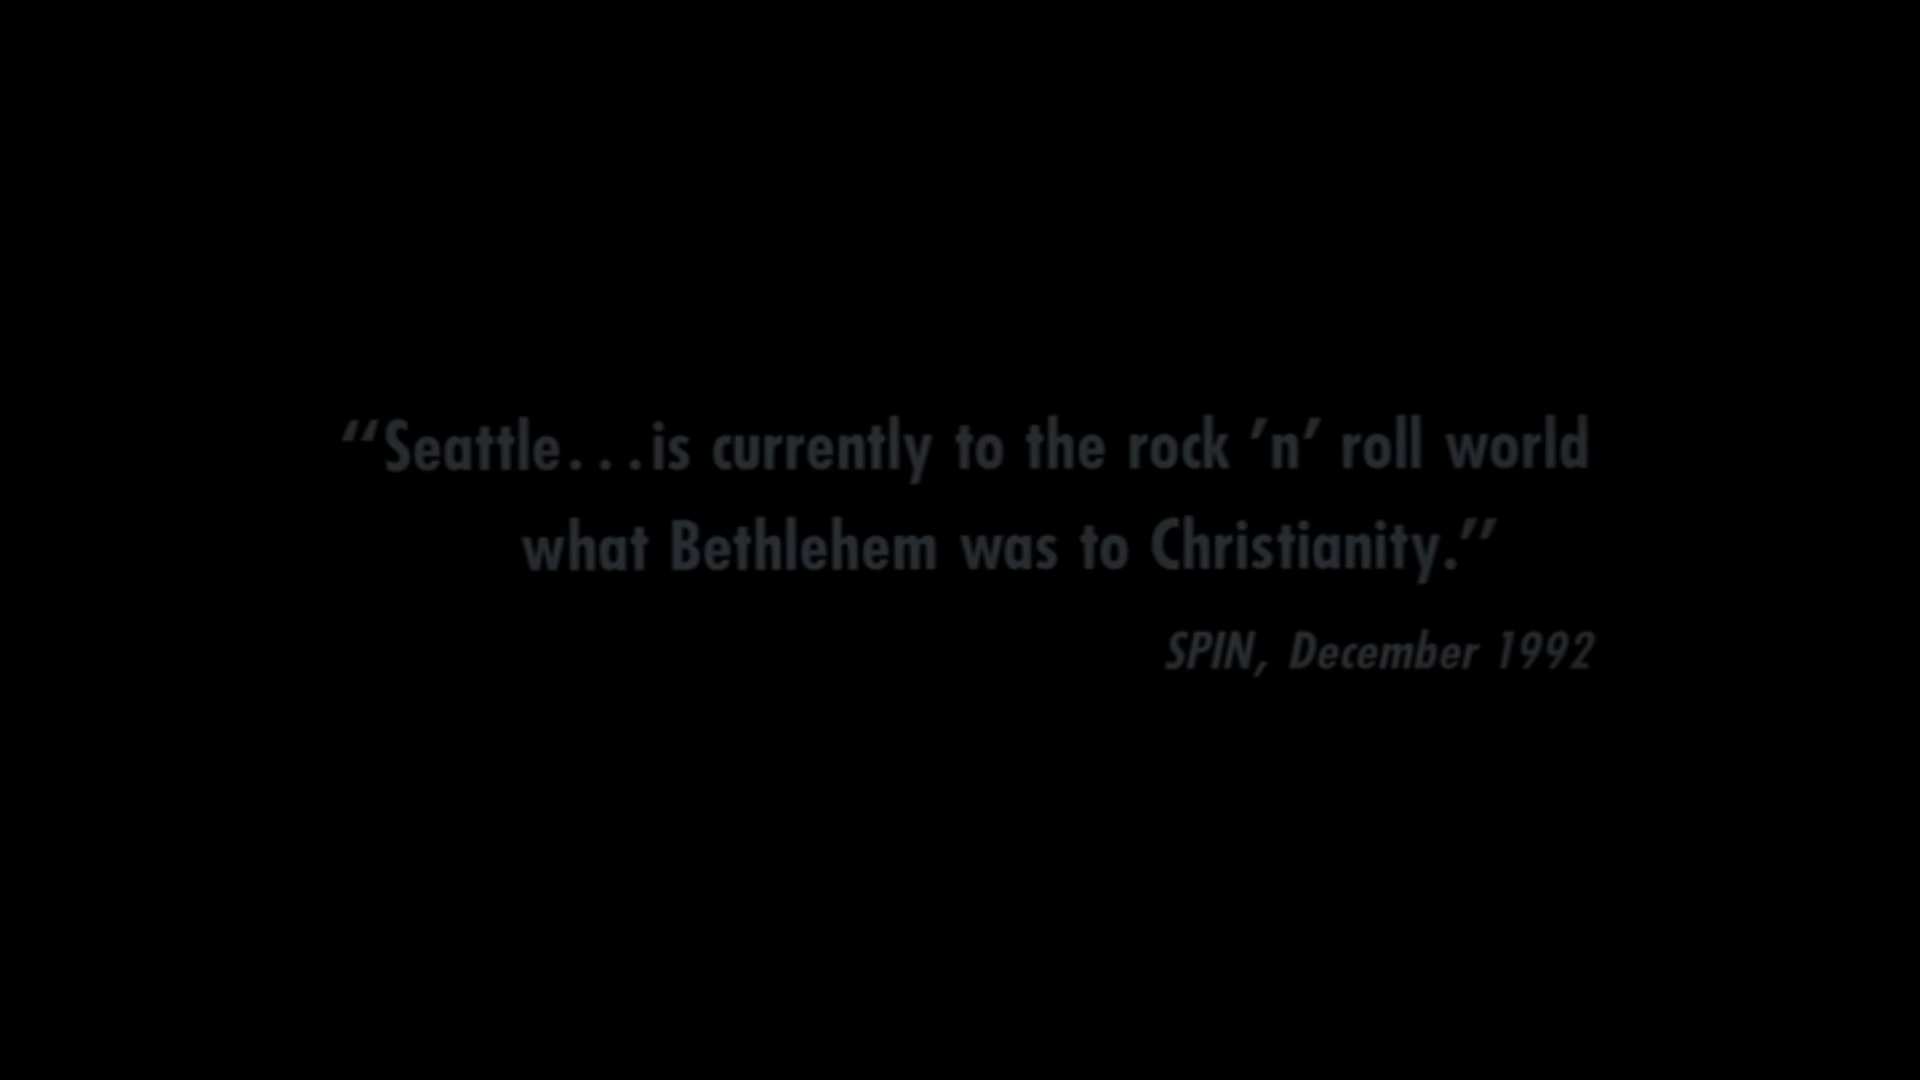 “Seattle...is currently to the rock ’n’ roll world
what Bethlehem was to Christianity.”
SPIN, December 1992